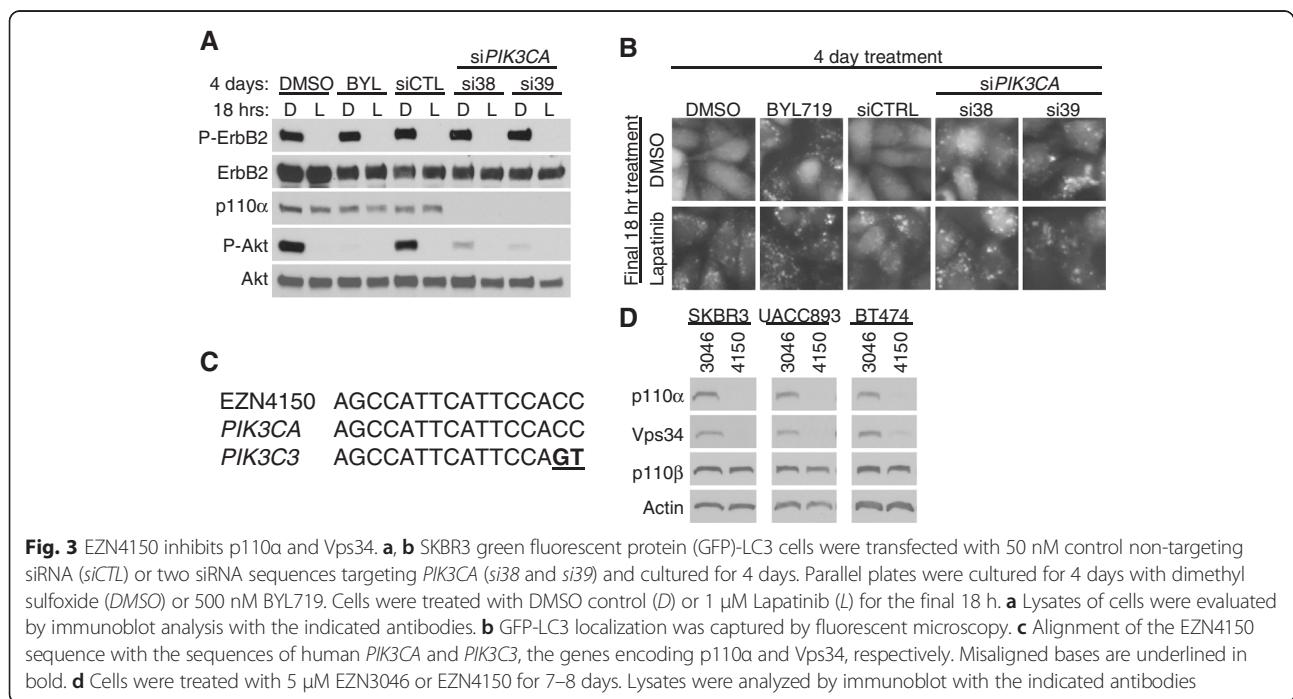 A
siPIK3CA
4 days: DMSO BYL siCTL si38 si39
18 hrs: D L D L D L D L D L
P-ErbB2
ErbB2
p110α
P-Akt
Akt
B
4 day treatment
siPIK3CA
DMSO BYL719 siCTRL si38 si39
Final 18 hr treatment
DMSO
Lapatinib
C
EZN4150 AGCCATTCATTCCACC
PIK3CA AGCCATTCATTCCACC
PIK3C3 AGCCATTCATTCCAGT
D
SKBR3 UACC893 BT474
3046 4150 3046 4150 3046 4150
p110α
Vps34
p110β
Actin
Fig. 3 EZN4150 inhibits p110α and Vps34. a, b SKBR3 green fluorescent protein (GFP)-LC3 cells were transfected with 50 nM control non-targeting
siRNA (siCTL) or two siRNA sequences targeting PIK3CA (si38 and si39) and cultured for 4 days. Parallel plates were cultured for 4 days with dimethyl
sulfoxide (DMSO) or 500 nM BYL719. Cells were treated with DMSO control (D) or 1 μM Lapatinib (L) for the final 18 h. a Lysates of cells were evaluated
by immunoblot analysis with the indicated antibodies. b GFP-LC3 localization was captured by fluorescent microscopy. c Alignment of the EZN4150
sequence with the sequences of human PIK3CA and PIK3C3, the genes encoding p110α and Vps34, respectively. Misaligned bases are underlined in
bold. d Cells were treated with 5 μM EZN3046 or EZN4150 for 7–8 days. Lysates were analyzed by immunoblot with the indicated antibodies